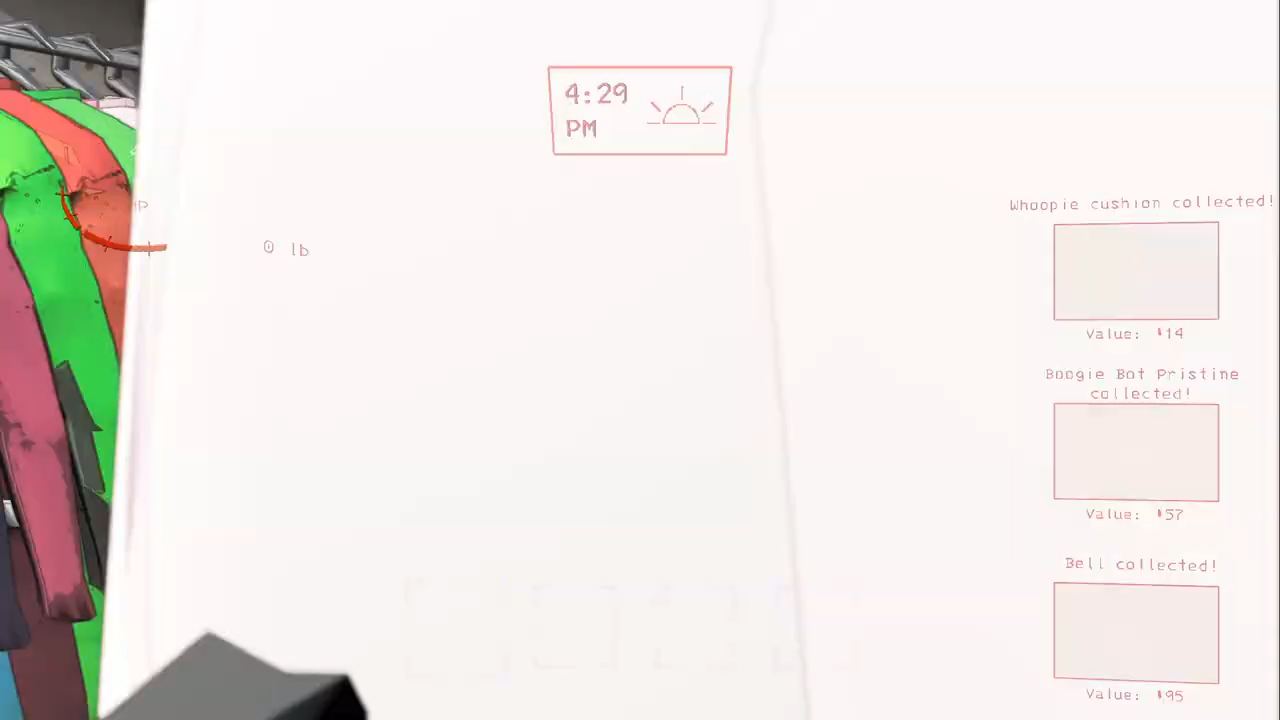 4:29
PM
0 lb
Whoopie cushion collected!
Value: $14
Boogie Bot Pristine
collected!
Value: $57
Bell collected!
Value: $95